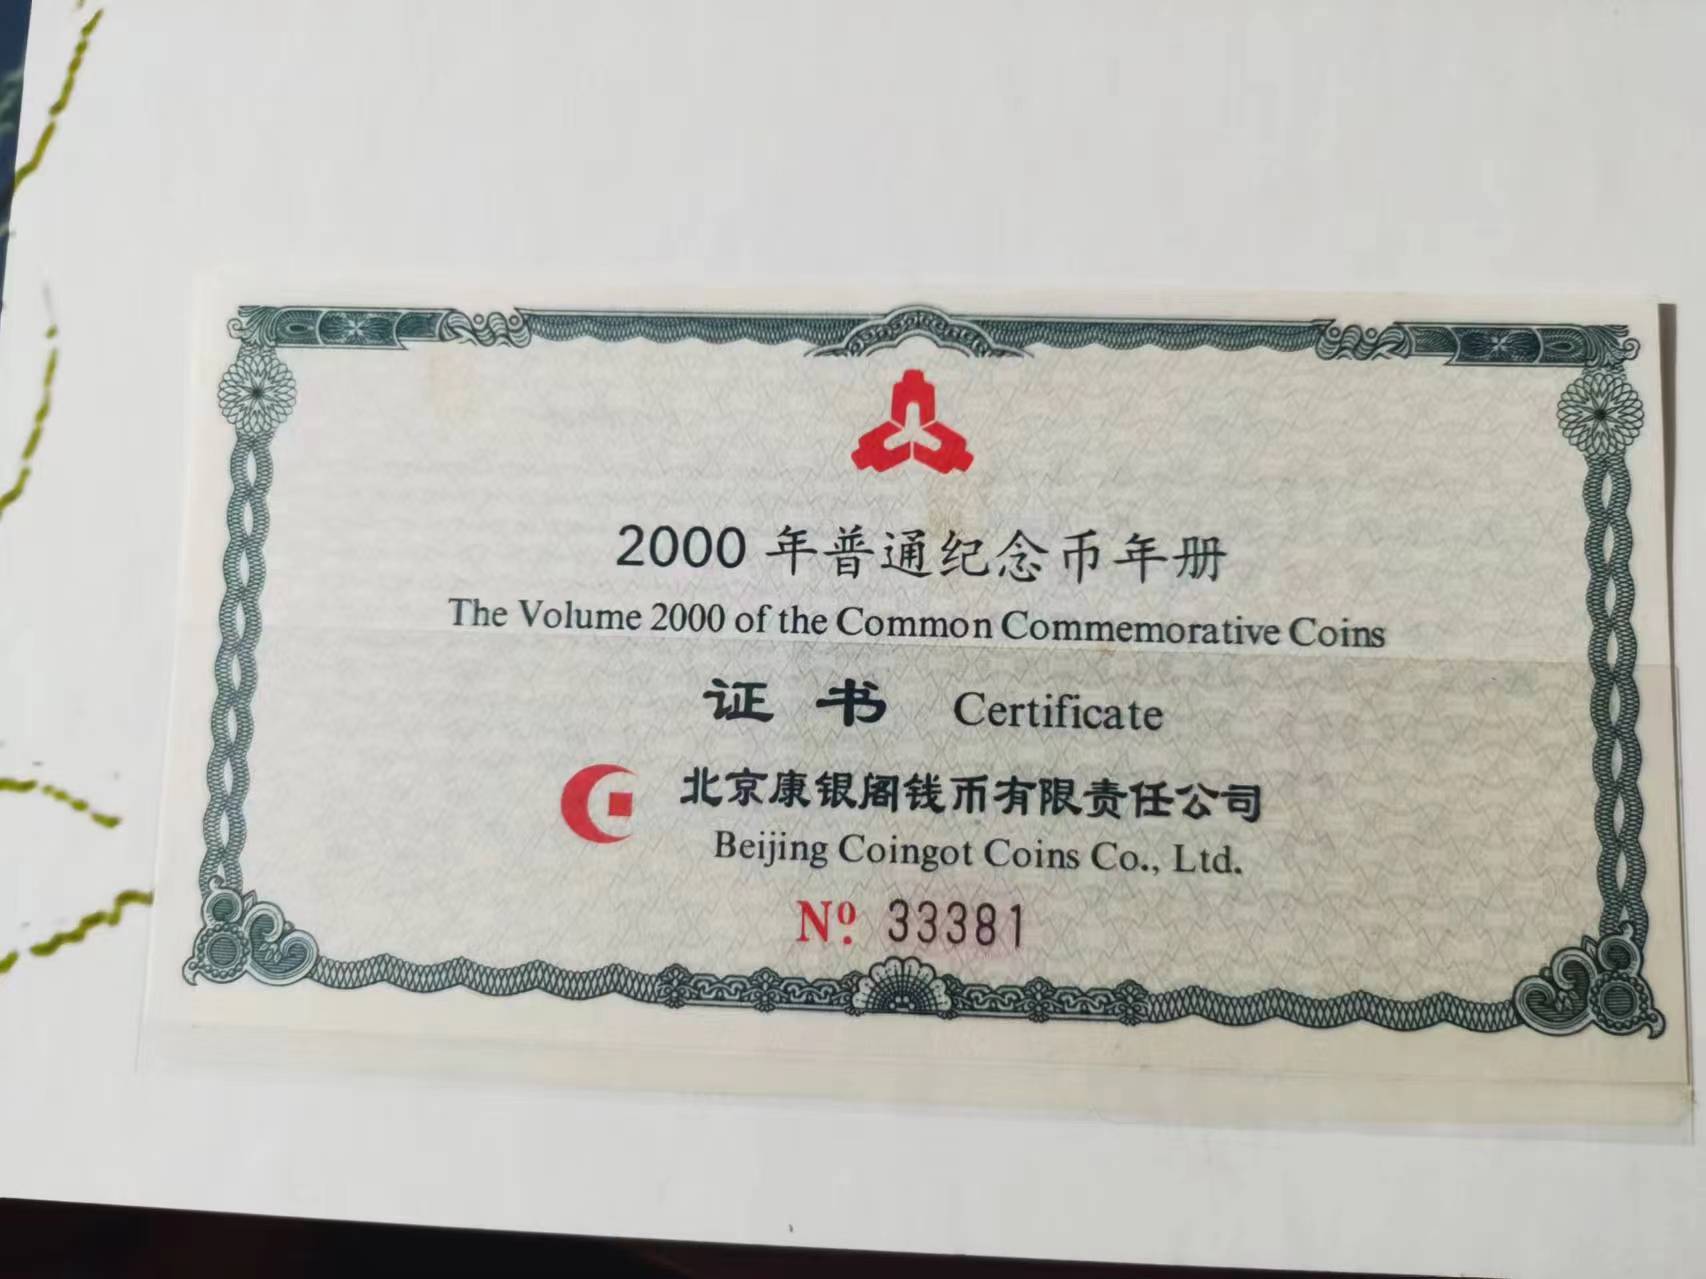 2000 年普通纪念币年册
The Volume 2000 of the Common Commemorative Coins
证 书 Certificate
北京康银阁钱币有限责任公司
Beijing Coingot Coins Co., Ltd.
Nº. 33381